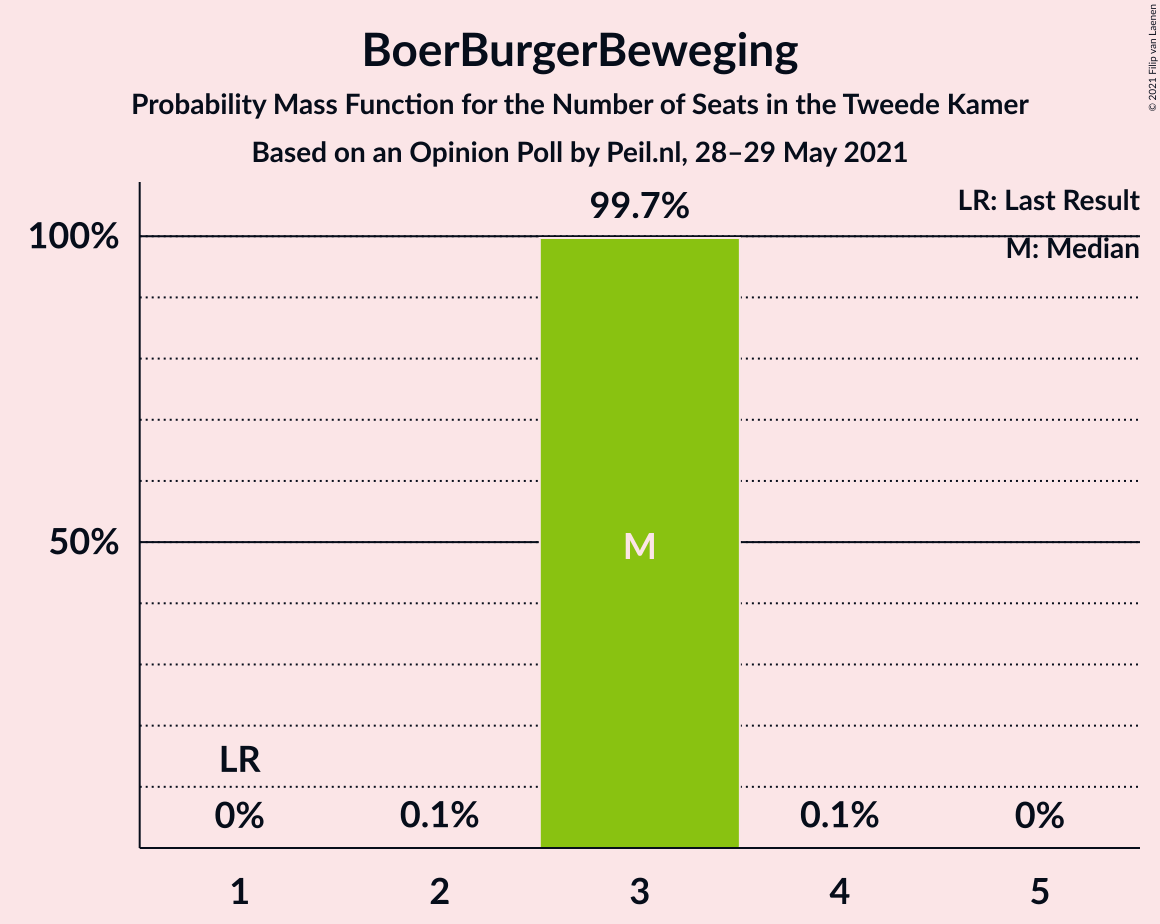 BoerBurgerBeweging
Probability Mass Function for the Number of Seats in the Tweede Kamer
Based on an Opinion Poll by Peil.nl, 28–29 May 2021
© 2021 Filip van Laenen
LR: Last Result
M: Median
99.7%
100%
50%
M
LR
0%
0.1%
0.1%
0%
1 2 3 4 5